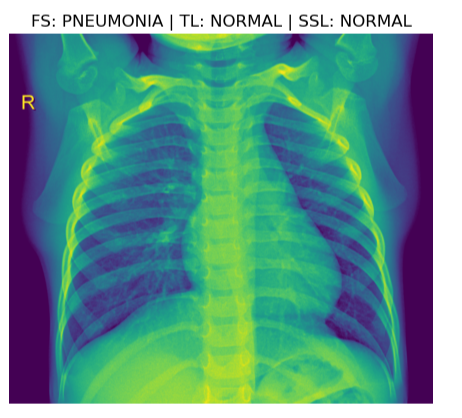 FS: PNEUMONIA | TL: NORMAL | SSL: NORMAL
R